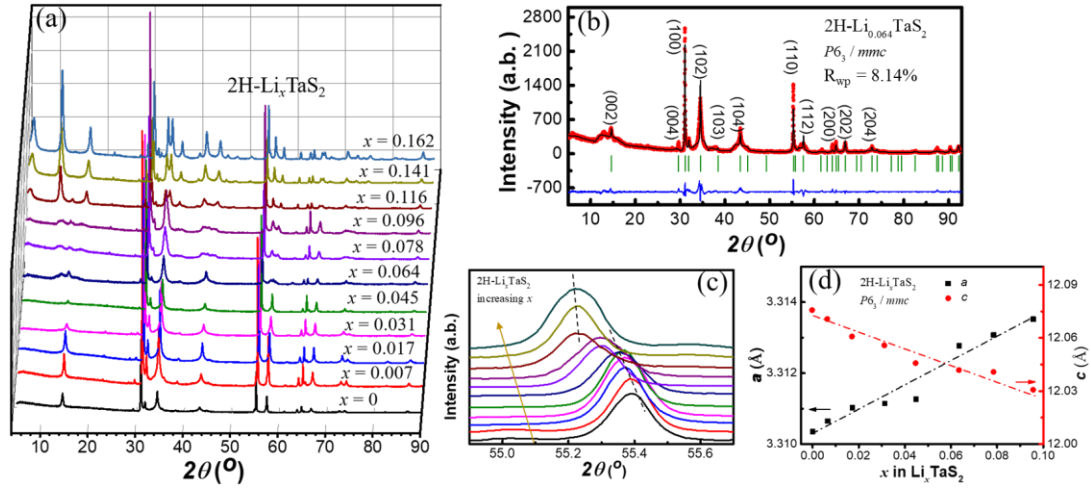 (a)
2H-LiₓTaS₂
x = 0.162
x = 0.141
x = 0.116
x = 0.096
x = 0.078
x = 0.064
x = 0.045
x = 0.031
x = 0.017
x = 0.007
x = 0
10 20 30 40 50 60 70 80 90
2θ (O)
(b)
2H-Li₀.₀₆₄TaS₂
P6₃ / mmc
R_wp = 8.14%
Intensity (a.b.)
2800
2100
1400
700
0
-700
(002)
(004)
(100)
(102)
(103)
(104)
(110)
(112)
(200)
(202)
(204)
10 20 30 40 50 60 70 80 90
2θ (O)
(c)
2H-LiₓTaS₂
increasing x
Intensity (a.b.)
55.0 55.2 55.4 55.6
2θ (O)
(d)
2H-LiₓTaS₂ a
P6₃ / mmc c
a (Å)
3.314
3.312
3.310
c (Å)
12.09
12.06
12.03
12.00
0.00 0.02 0.04 0.06 0.08 0.10
x in LiₓTaS₂